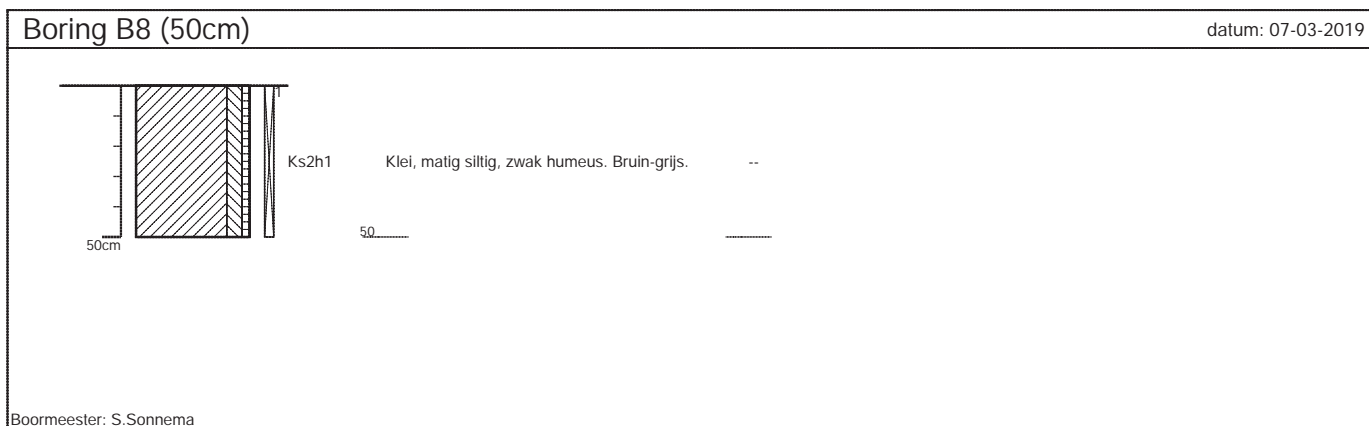 Boring B8 (50cm)
datum: 07-03-2019
1
Ks2h1
Klei, matig siltig, zwak humeus. Bruin-grijs.
--
50
50cm
Boormeester: S.Sonnema